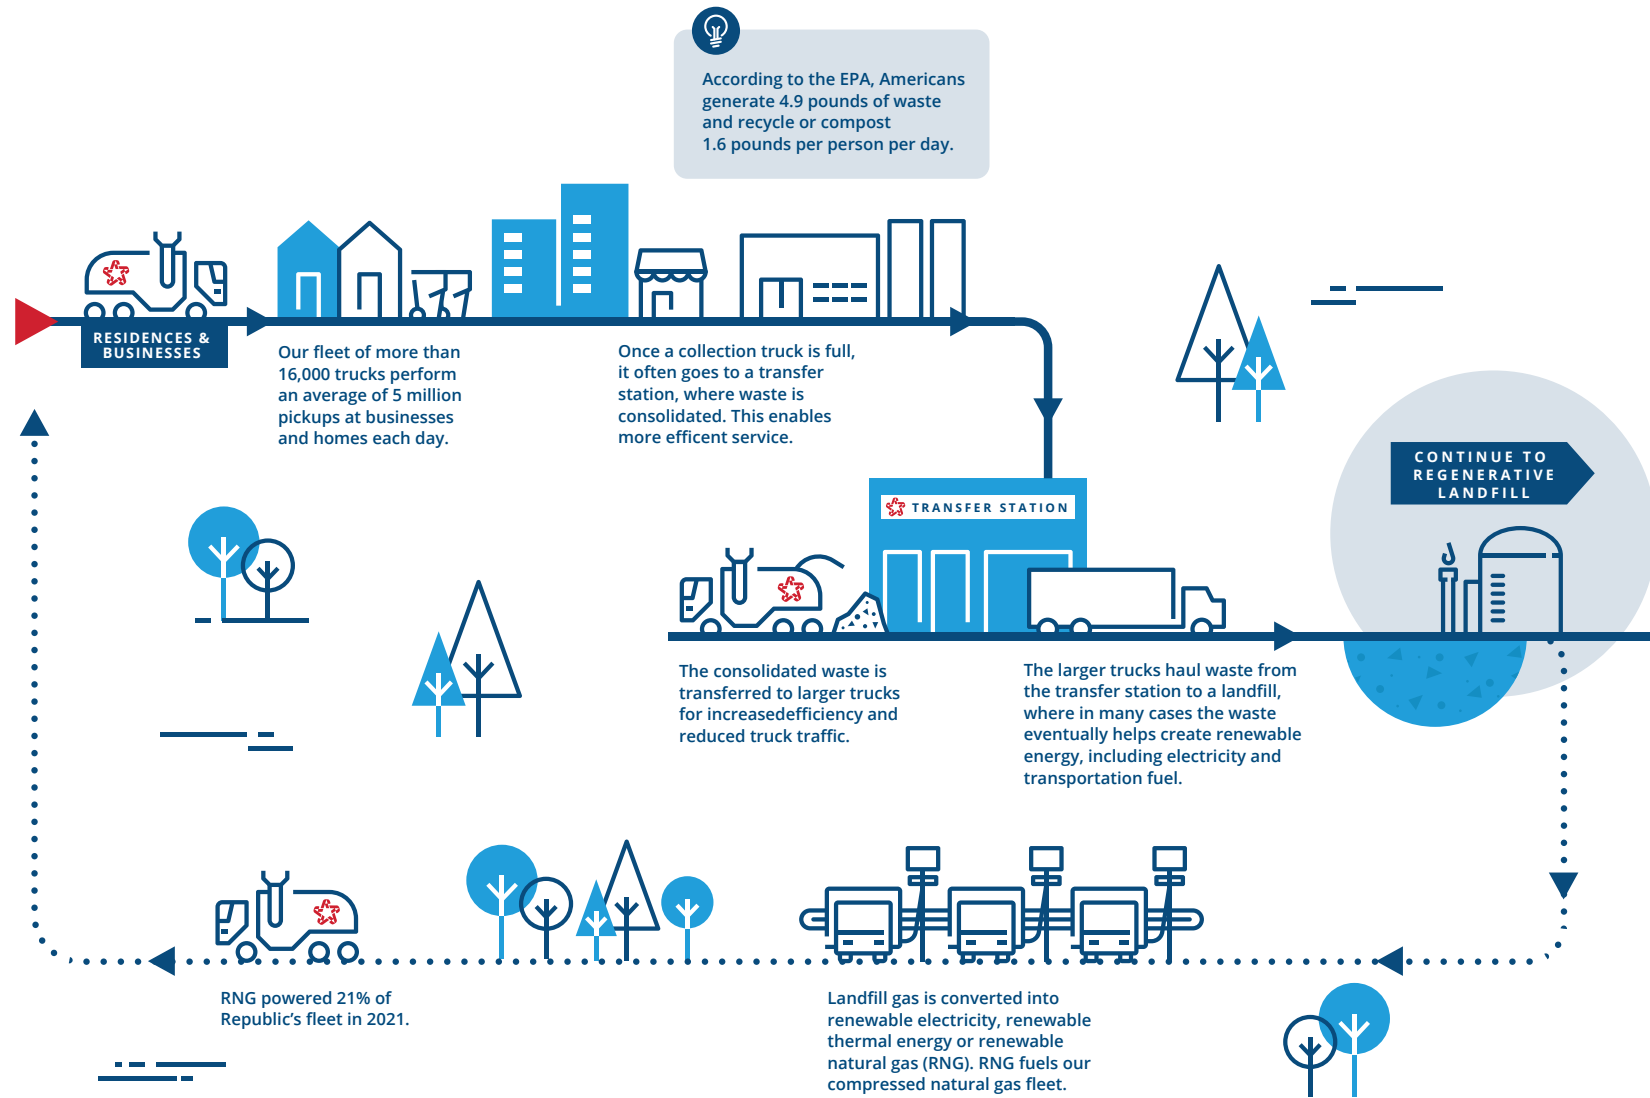 According to the EPA, Americans
generate 4.9 pounds of waste
and recycle or compost
1.6 pounds per person per day.
RESIDENCES &
BUSINESSES
Our fleet of more than
16,000 trucks perform
an average of 5 million
pickups at businesses
and homes each day.
Once a collection truck is full,
it often goes to a transfer
station, where waste is
consolidated. This enables
more efficent service.
TRANSFER STATION
CONTINUE TO
REGENERATIVE
LANDFILL
The consolidated waste is
transferred to larger trucks
for increasedefficiency and
reduced truck traffic.
The larger trucks haul waste from
the transfer station to a landfill,
where in many cases the waste
eventually helps create renewable
energy, including electricity and
transportation fuel.
RNG powered 21% of
Republic’s fleet in 2021.
Landfill gas is converted into
renewable electricity, renewable
thermal energy or renewable
natural gas (RNG). RNG fuels our
compressed natural gas fleet.